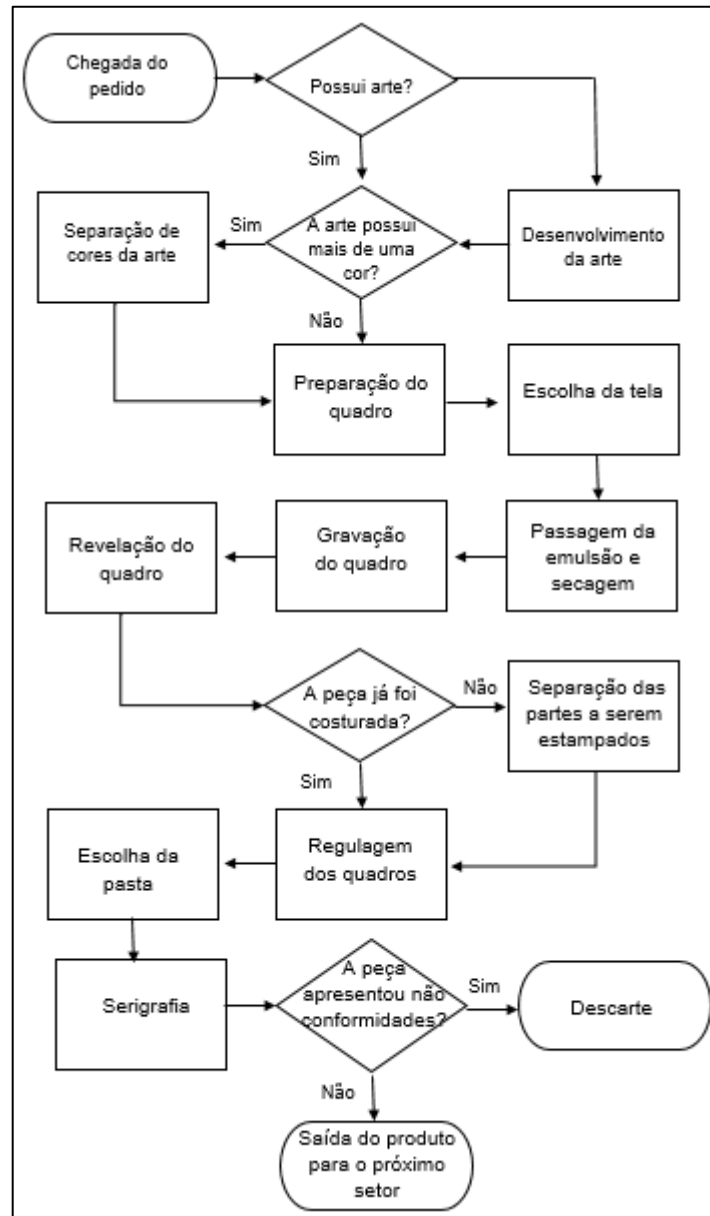 Chegada do
pedido
Possui arte?
Sim
Separação de
cores da arte
Sim
A arte possui
mais de uma
cor?
Desenvolvimento
da arte
Não
Preparação do
quadro
Escolha da tela
Revelação do
quadro
Gravação
do quadro
Passagem da
emulsão e
secagem
A peça já foi
costurada?
Não
Separação das
partes a serem
estampados
Sim
Escolha da
pasta
Regulagem
dos quadros
Serigrafia
A peça
apresentou não
conformidades?
Sim
Descarte
Não
Saída do produto
para o próximo
setor